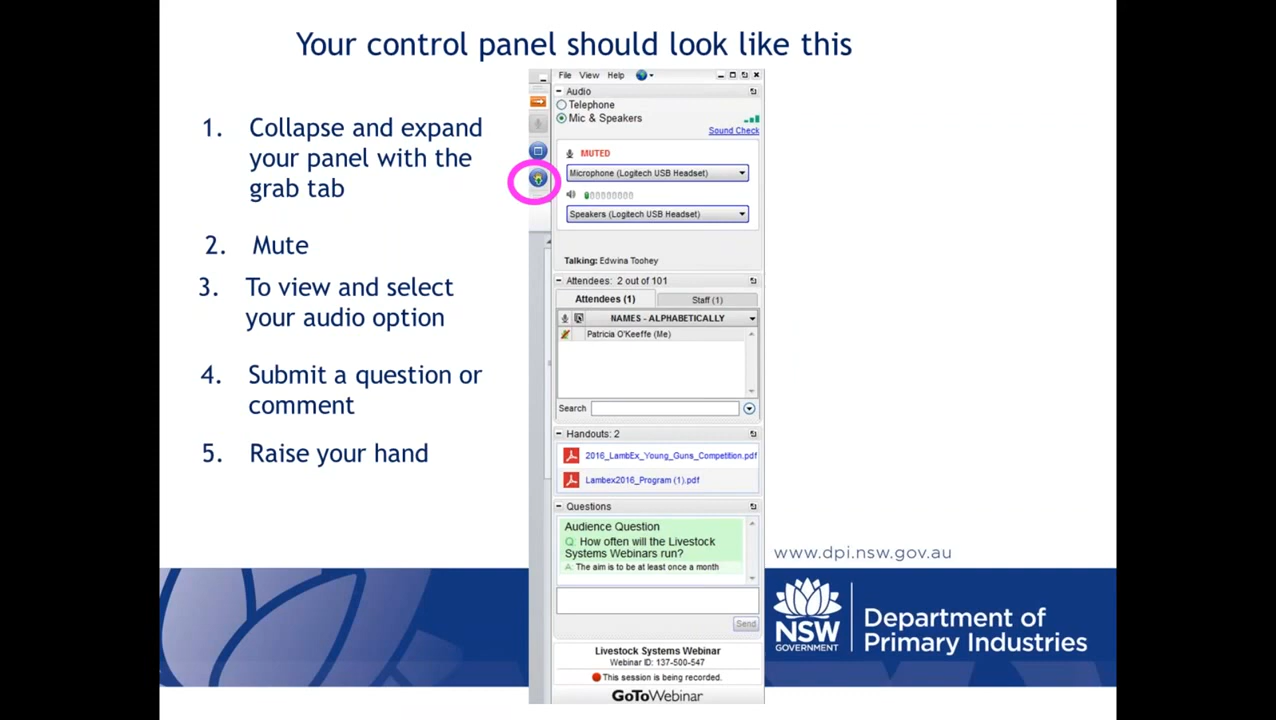 Your control panel should look like this
1. Collapse and expand
your panel with the
grab tab
2. Mute
3. To view and select
your audio option
4. Submit a question or
comment
5. Raise your hand
File View Help
Audio
Telephone
Mic & Speakers
Sound Check
MUTED
Microphone (Logitech USB Headset)
Speakers (Logitech USB Headset)
Talking: Edwina Toohey
Attendees: 2 out of 101
Attendees (1)
Staff (1)
NAMES - ALPHABETICALLY
Patricia O'Keeffe (Me)
Search
Handouts: 2
2016_LambEx_Young_Guns_Competition.pdf
Lambex2016_Program (1).pdf
Questions
Audience Question
Q: How often will the Livestock
Systems Webinars run?
A: The aim is to be at least once a month
Send
Livestock Systems Webinar
Webinar ID: 137-500-547
This session is being recorded.
GoToWebinar
www.dpi.nsw.gov.au
NSW
GOVERNMENT
Department of
Primary Industries